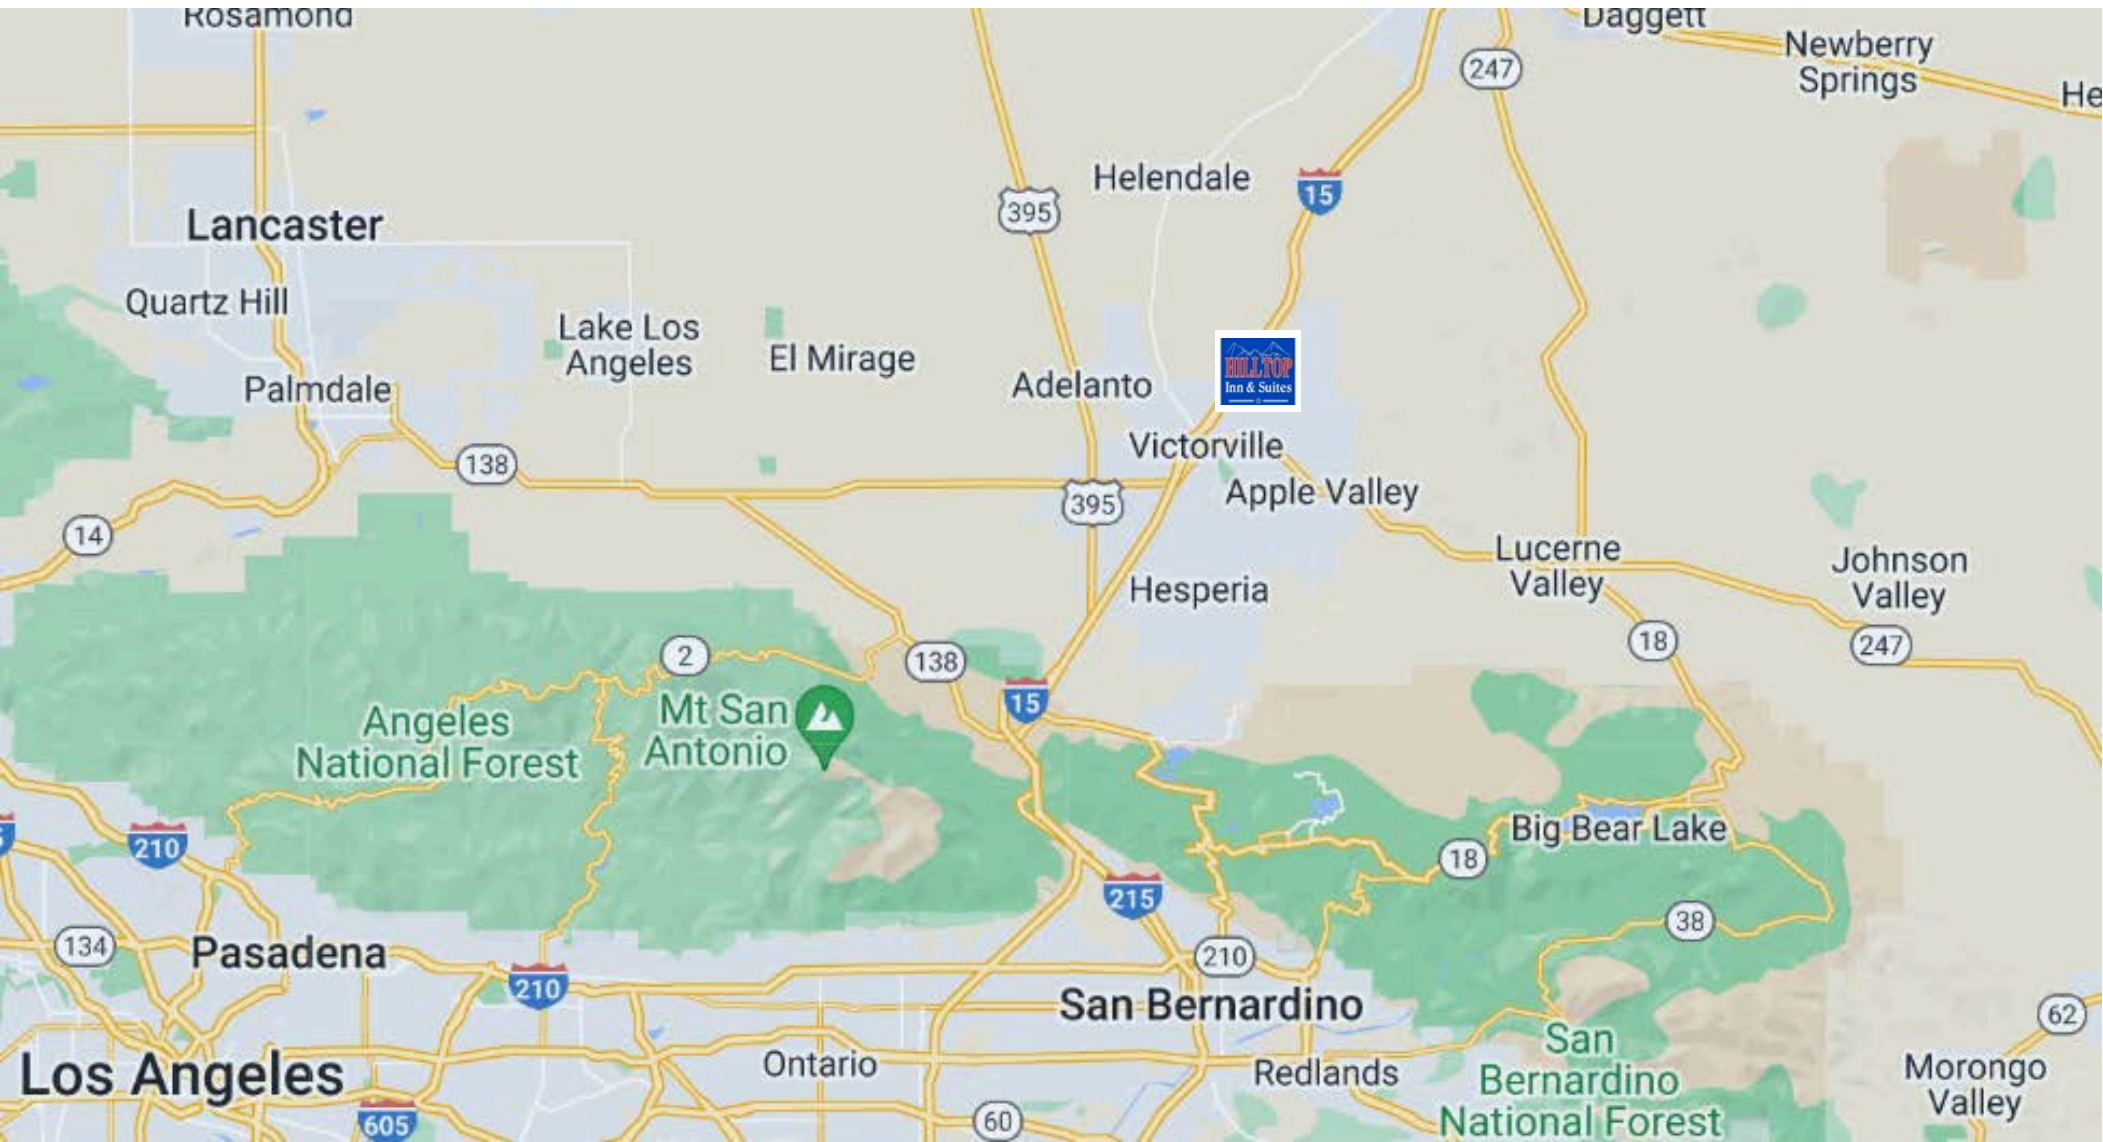 Rosamond
Daggett
Newberry
Springs
He
247
Helendale
15
395
Lancaster
Quartz Hill
Lake Los
Angeles
El Mirage
HILLTOP
Inn & Suites
Palmdale
Adelanto
Victorville
138
395
Apple Valley
14
Lucerne
Valley
Johnson
Valley
Hesperia
18
247
2
138
15
Mt San
Antonio
Angeles
National Forest
210
Big Bear Lake
18
215
38
134
Pasadena
210
210
San Bernardino
62
Los Angeles
Ontario
Redlands
San
Bernardino
National Forest
Morongo
Valley
605
60